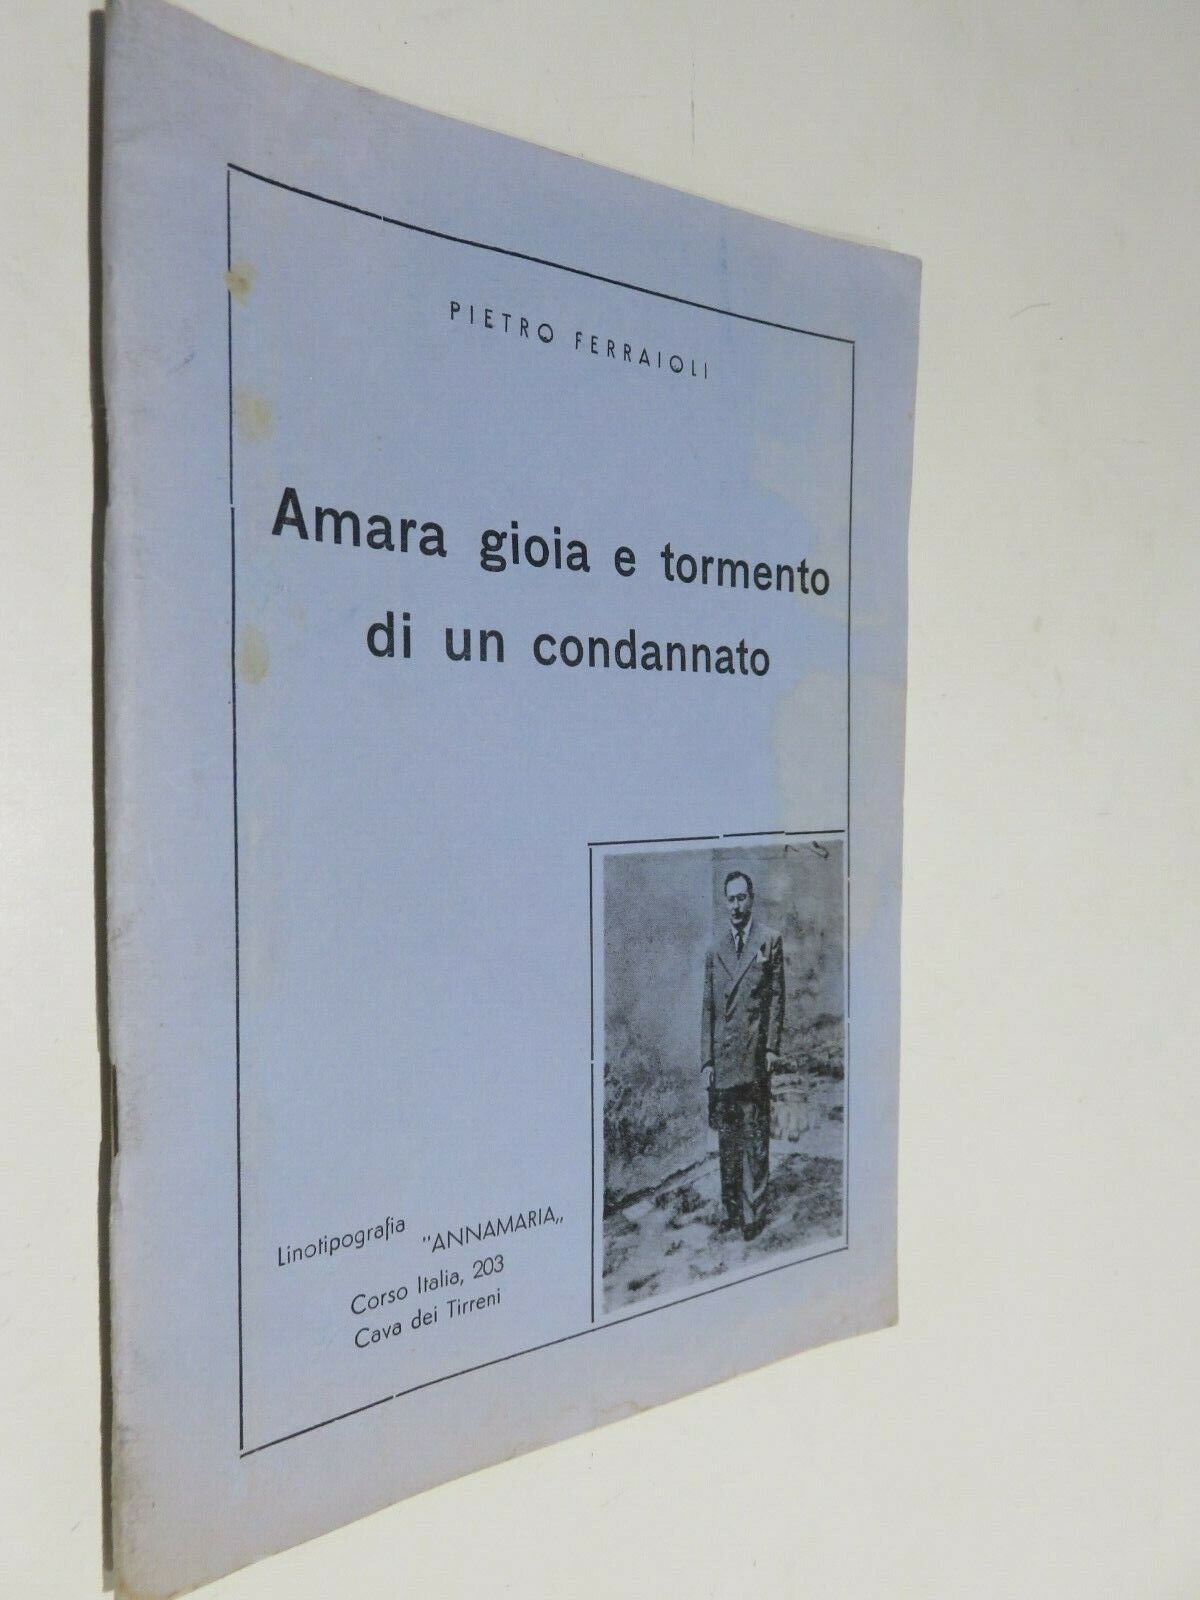 PIETRO FERRAIOLI
Amara gioia e tormento
di un condannato
Linotipografia "ANNAMARIA„
Corso Italia, 203
Cava dei Tirreni